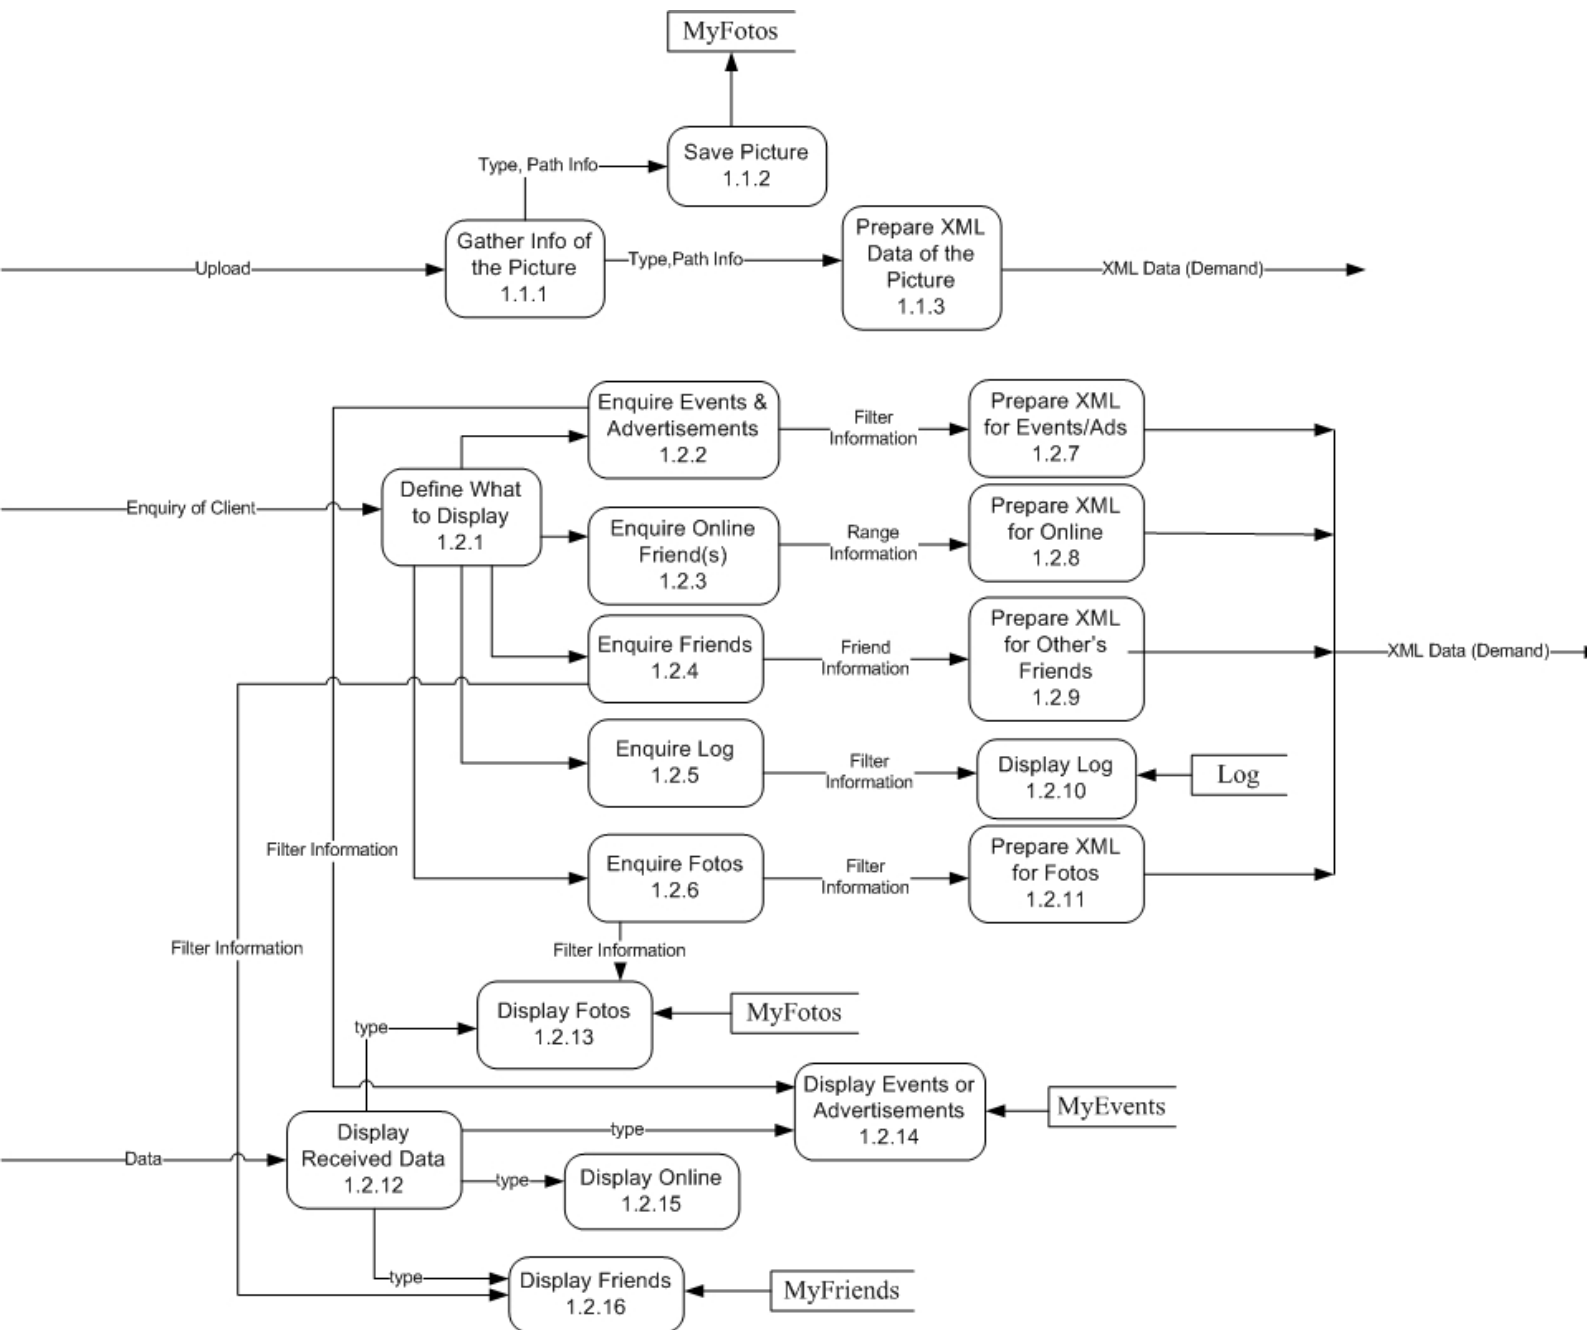 MyFotos
Save Picture
1.1.2
Type, Path Info
Gather Info of
the Picture
1.1.1
Upload
Type,Path Info
Prepare XML
Data of the
Picture
1.1.3
XML Data (Demand)
Enquire Events &
Advertisements
1.2.2
Filter
Information
Prepare XML
for Events/Ads
1.2.7
Enquiry of Client
Define What
to Display
1.2.1
Enquire Online
Friend(s)
1.2.3
Range
Information
Prepare XML
for Online
1.2.8
Enquire Friends
1.2.4
Friend
Information
Prepare XML
for Other's
Friends
1.2.9
XML Data (Demand)
Enquire Log
1.2.5
Filter
Information
Display Log
1.2.10
Log
Filter Information
Enquire Fotos
1.2.6
Filter
Information
Prepare XML
for Fotos
1.2.11
Filter Information
Filter Information
Display Fotos
1.2.13
MyFotos
type
Display Events or
Advertisements
1.2.14
MyEvents
Data
Display
Received Data
1.2.12
type
type
Display Online
1.2.15
type
Display Friends
1.2.16
MyFriends